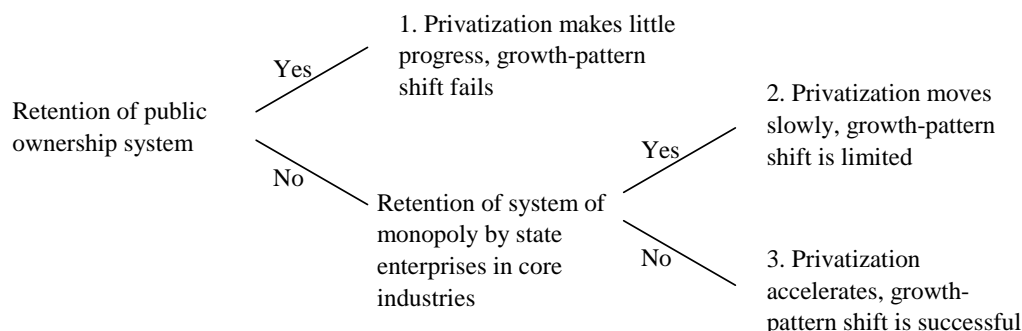 1. Privatization makes little
progress, growth-pattern
shift fails
Yes
Retention of public
ownership system
No
2. Privatization moves
slowly, growth-pattern
shift is limited
Yes
Retention of system of
monopoly by state
enterprises in core
industries
No
3. Privatization
accelerates, growth-
pattern shift is successful